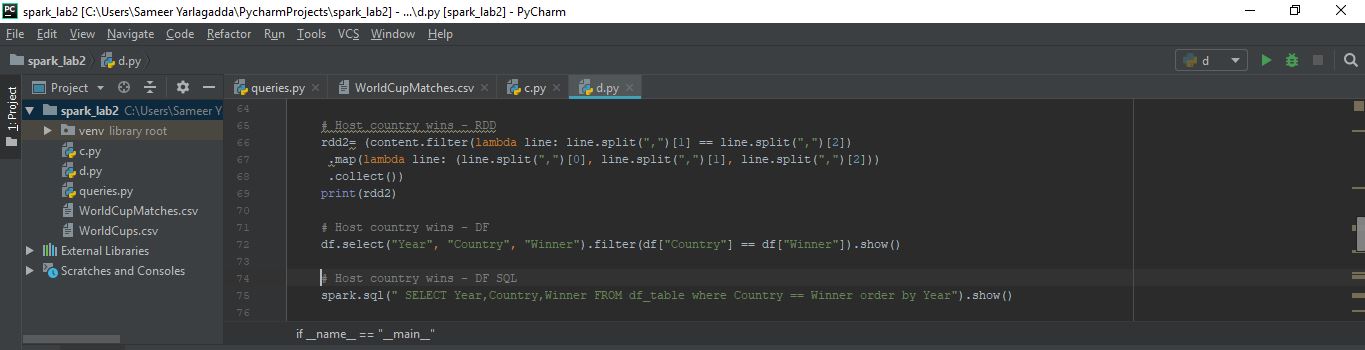 spark_lab2 [C:\Users\Sameer Yarlagadda\PycharmProjects\spark_lab2] - ...\d.py [spark_lab2] - PyCharm
File Edit View Navigate Code Refactor Run Tools VCS Window Help
spark_lab2 d.py d
1: Project
Project
queries.py WorldCupMatches.csv c.py d.py
spark_lab2 C:\Users\Sameer Y
venv library root
c.py
d.py
queries.py
WorldCupMatches.csv
WorldCups.csv
External Libraries
Scratches and Consoles
64
65 # Host country wins - RDD
66 rdd2= (content.filter(lambda line: line.split(",")[1] == line.split(",")[2])
67 .map(lambda line: (line.split(",")[0], line.split(",")[1], line.split(",")[2]))
68 .collect())
69 print(rdd2)
70
71 # Host country wins - DF
72 df.select("Year", "Country", "Winner").filter(df["Country"] == df["Winner"]).show()
73
74 # Host country wins - DF SQL
75 spark.sql(" SELECT Year,Country,Winner FROM df_table where Country == Winner order by Year").show()
76
if __name__ == "__main__"